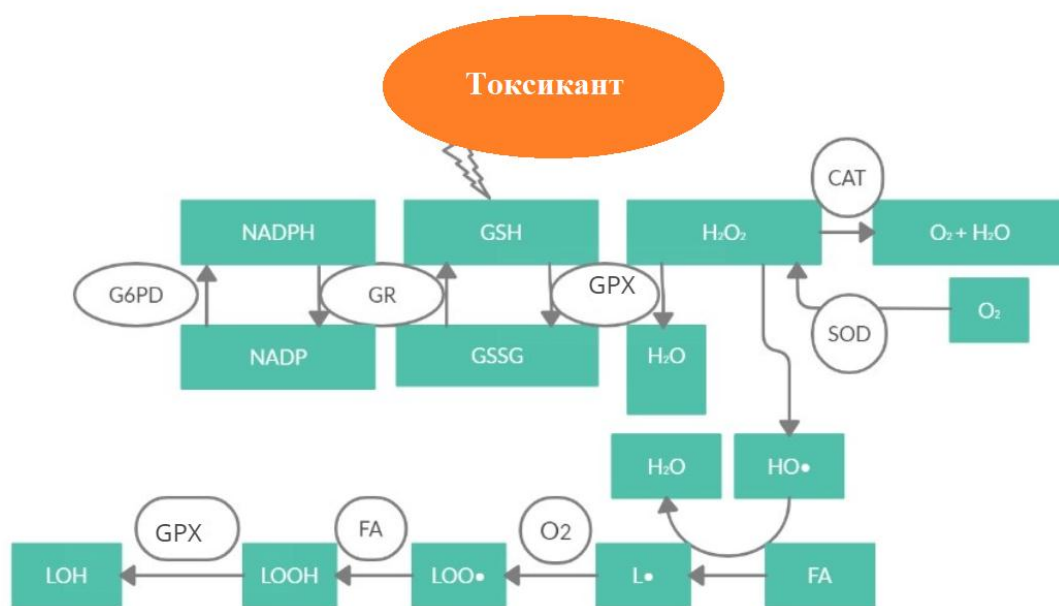 Токсикант
CAT
NADPH
GSH
H₂O₂
O₂ + H₂O
G6PD
GR
GPX
SOD
O₂
NADP
GSSG
H₂O
H₂O
HO•
GPX
FA
O2
LOH
LOOH
LOO•
L•
FA